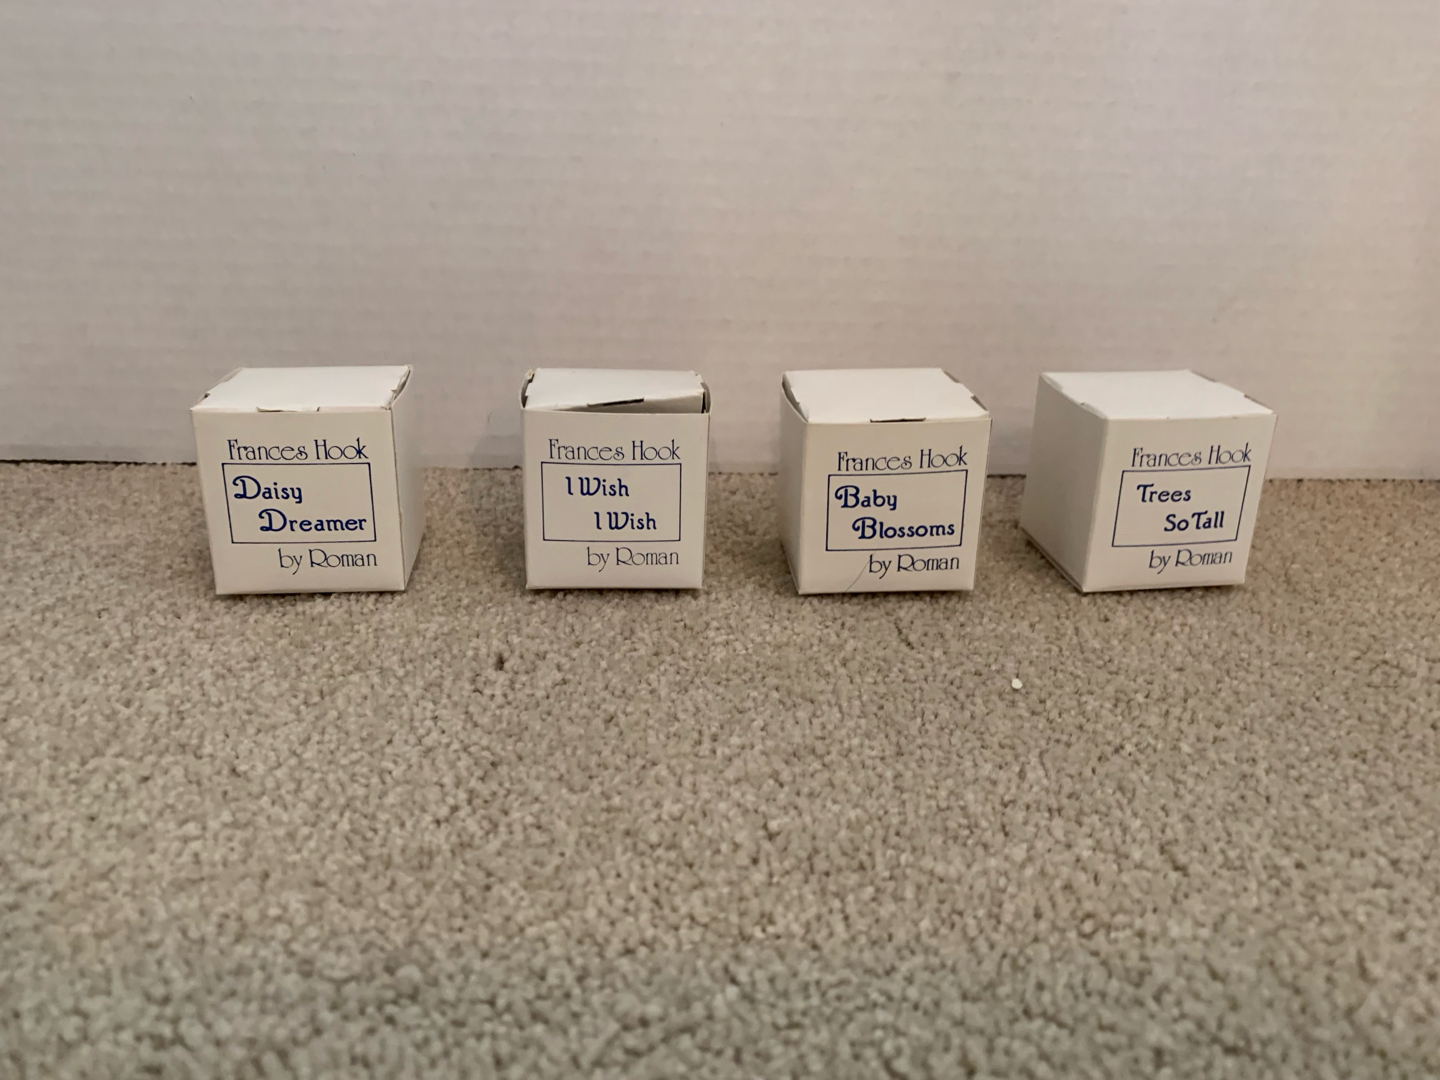 Frances Hook
Daisy
Dreamer
by Roman
Frances Hook
I Wish
I Wish
by Roman
Frances Hook
Baby
Blossoms
by Roman
Frances Hook
Trees
So Tall
by Roman